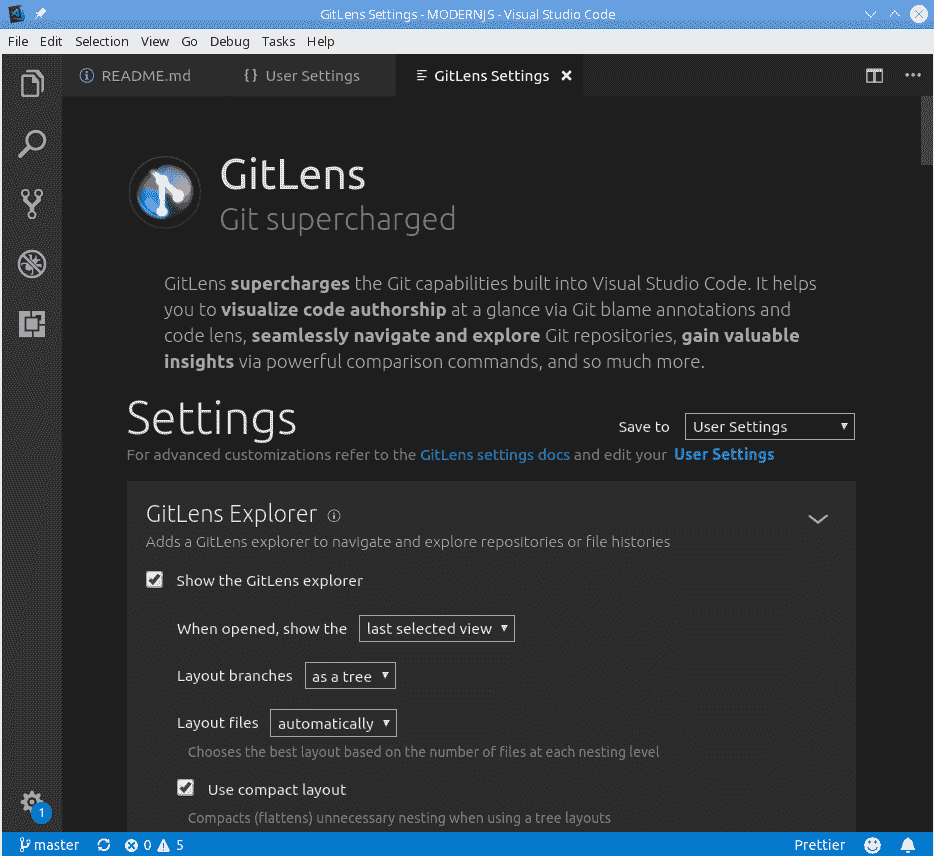 GitLens Settings - MODERNJS - Visual Studio Code
File Edit Selection View Go Debug Tasks Help
README.md {} User Settings GitLens Settings
GitLens
Git supercharged
GitLens supercharges the Git capabilities built into Visual Studio Code. It helps
you to visualize code authorship at a glance via Git blame annotations and
code lens, seamlessly navigate and explore Git repositories, gain valuable
insights via powerful comparison commands, and so much more.
Settings
Save to User Settings
For advanced customizations refer to the GitLens settings docs and edit your User Settings
GitLens Explorer
Adds a GitLens explorer to navigate and explore repositories or file histories
Show the GitLens explorer
When opened, show the last selected view
Layout branches as a tree
Layout files automatically
Chooses the best layout based on the number of files at each nesting level
Use compact layout
Compacts (flattens) unnecessary nesting when using a tree layouts
1
master 0 5 Prettier